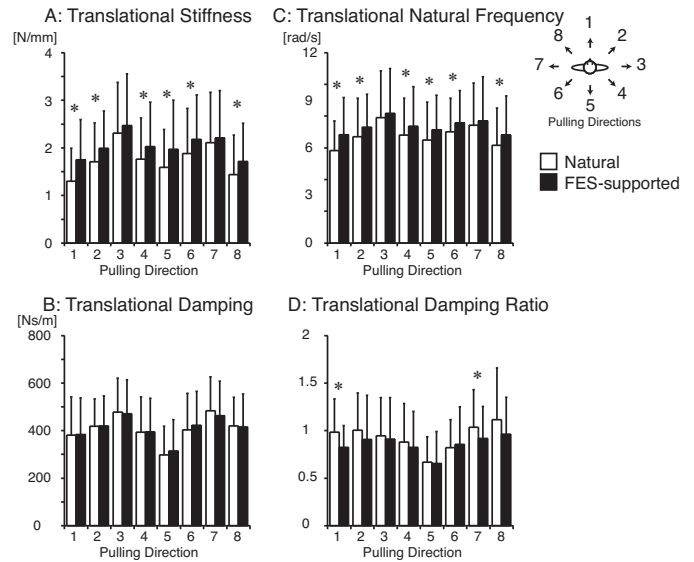 A: Translational Stiffness
[N/mm]
4
3
2
1
0
* * * * * * *
1 2 3 4 5 6 7 8
Pulling Direction
C: Translational Natural Frequency
[rad/s]
12
9
6
3
0
* * * * * *
1 2 3 4 5 6 7 8
Pulling Direction
1
8 2
7 3
6 4
5
Pulling Directions
Natural
FES-supported
B: Translational Damping
[Ns/m]
800
600
400
200
0
1 2 3 4 5 6 7 8
Pulling Direction
D: Translational Damping Ratio
2
1.5
1
0.5
0
* *
1 2 3 4 5 6 7 8
Pulling Direction